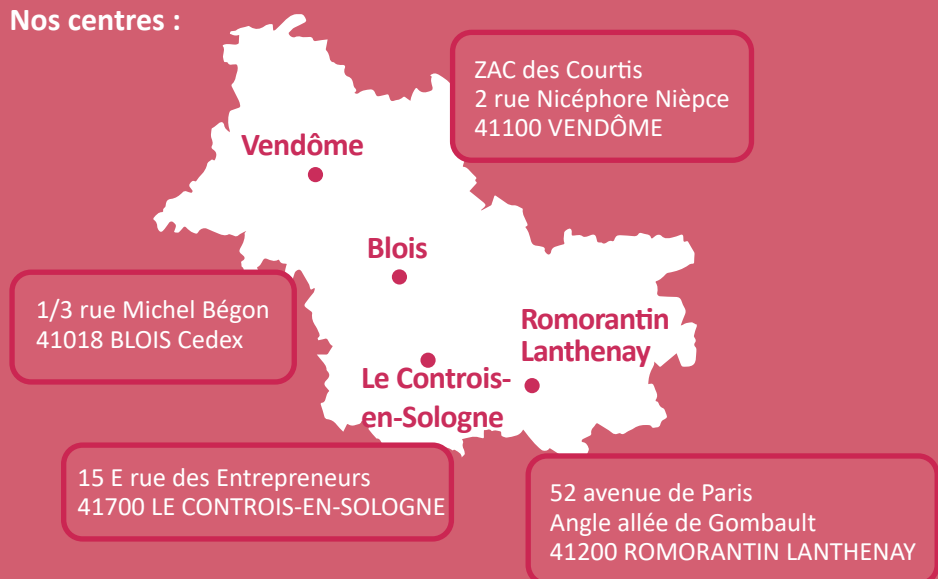 Nos centres :
ZAC des Courtis
2 rue Nicéphore Nièpce
41100 VENDÔME
Vendôme
Blois
1/3 rue Michel Bégon
41018 BLOIS Cedex
Romorantin
Lanthenay
Le Controis-
en-Sologne
15 E rue des Entrepreneurs
41700 LE CONTROIS-EN-SOLOGNE
52 avenue de Paris
Angle allée de Gombault
41200 ROMORANTIN LANTHENAY